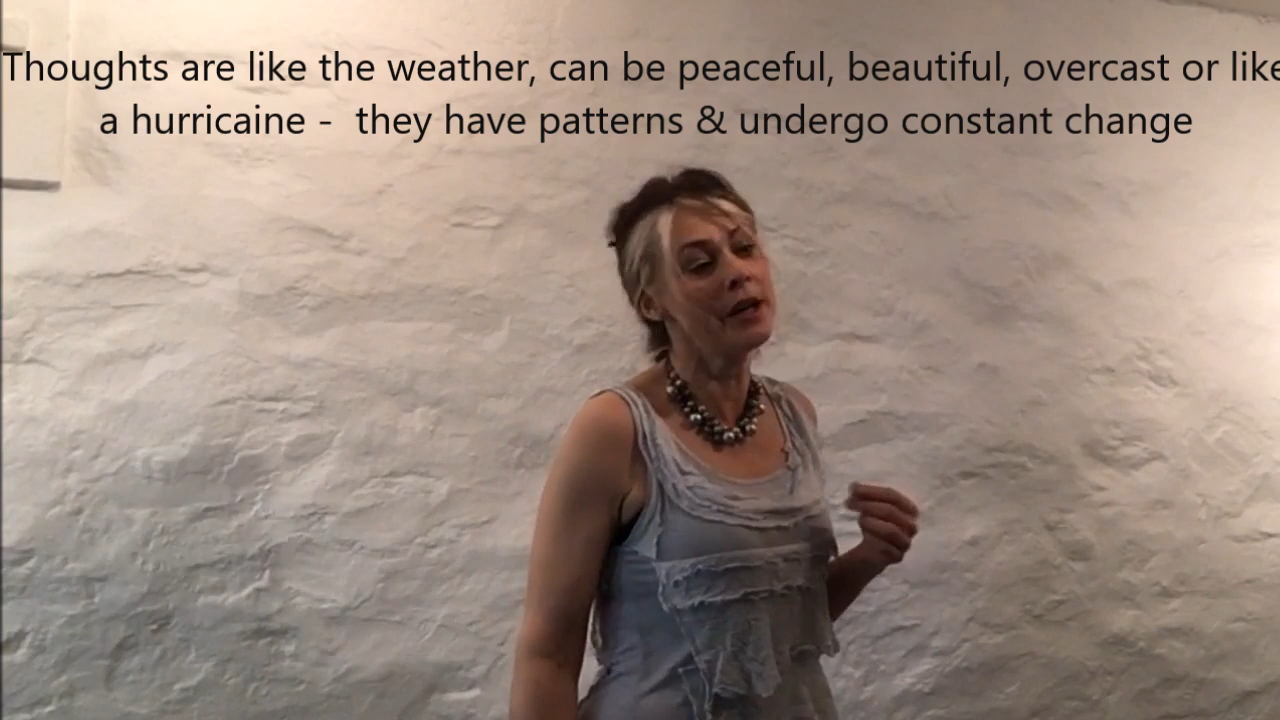 Thoughts are like the weather, can be peaceful, beautiful, overcast or like
a hurricaine -  they have patterns & undergo constant change